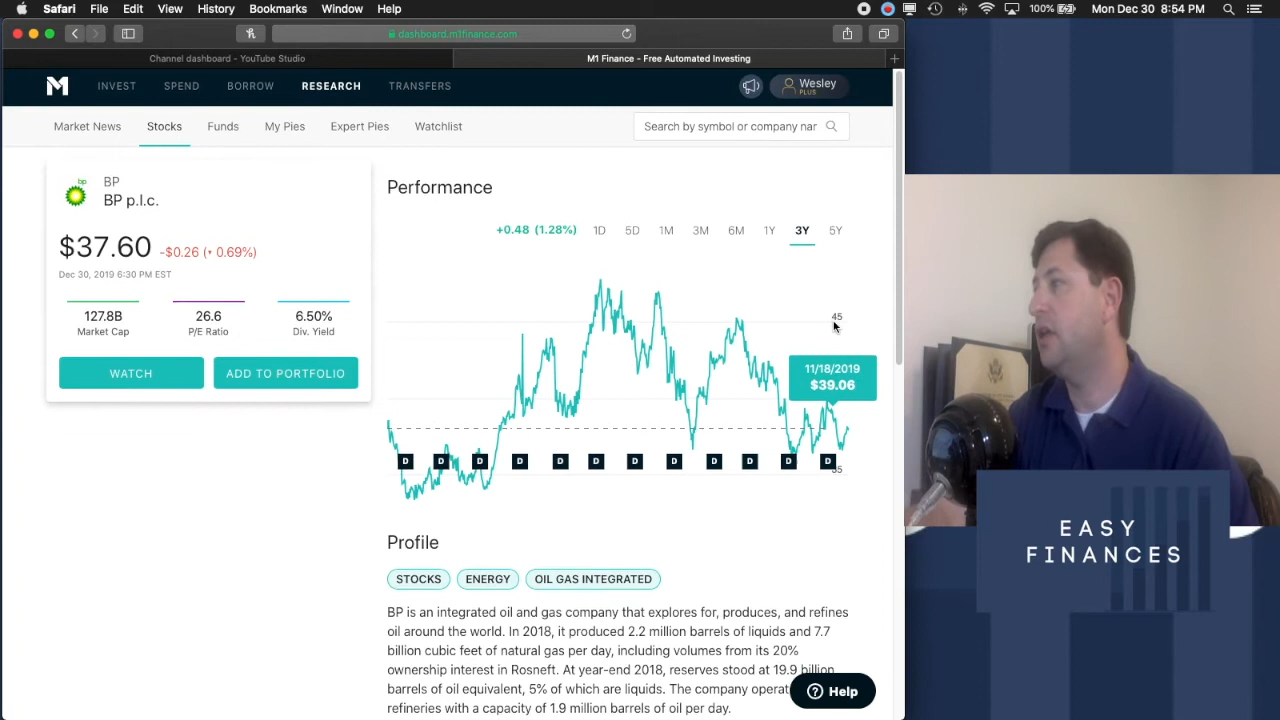 Safari File Edit View History Bookmarks Window Help 100% Mon Dec 30 8:54 PM
dashboard.m1finance.com
Channel dashboard - YouTube Studio
M1 Finance - Free Automated Investing
M1 INVEST SPEND BORROW RESEARCH TRANSFERS
Wesley
PLUS
Market News Stocks Funds My Pies Expert Pies Watchlist
Search by symbol or company nar
bp
BP
BP p.l.c.
$37.60 -$0.26 (▾ 0.69%)
Dec 30, 2019 6:30 PM EST
127.8B 26.6 6.50%
Market Cap P/E Ratio Div. Yield
WATCH ADD TO PORTFOLIO
Performance
+0.48 (1.28%) 1D 5D 1M 3M 6M 1Y 3Y 5Y
45
11/18/2019
$39.06
D D D D D D D D D D D D
35
Profile
STOCKS ENERGY OIL GAS INTEGRATED
BP is an integrated oil and gas company that explores for, produces, and refines
oil around the world. In 2018, it produced 2.2 million barrels of liquids and 7.7
billion cubic feet of natural gas per day, including volumes from its 20%
ownership interest in Rosneft. At year-end 2018, reserves stood at 19.9 billion
barrels of oil equivalent, 5% of which are liquids. The company operat
refineries with a capacity of 1.9 million barrels of oil per day.
? Help
EASY
FINANCES